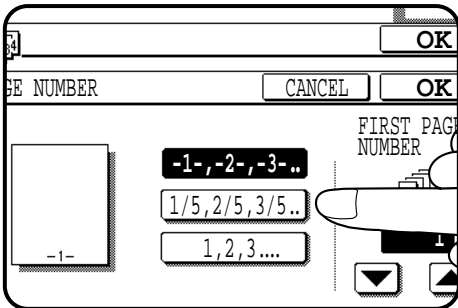 OK
GE NUMBER CANCEL OK
FIRST PAG
NUMBER
-1-,-2-,-3-..
1/5,2/5,3/5..
1,2,3....
-1-
1